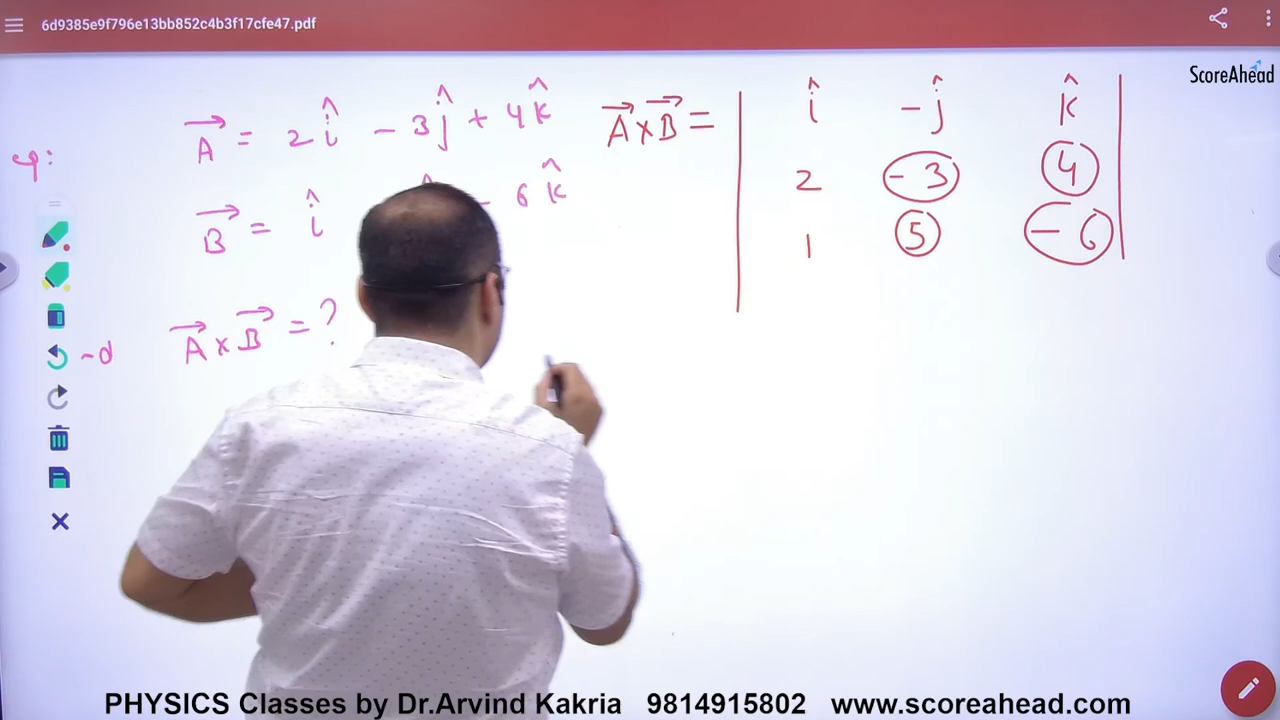 6d9385e9f796e13bb852c4b3f17cfe47.pdf
ScoreAhead
φ:
A⃗ = 2î - 3ĵ + 4k̂
B⃗ = î - 6k̂
A⃗ × B⃗ = ?
A⃗ × B⃗ =
î -ĵ k̂
2 -3 4
1 5 -6
PHYSICS Classes by Dr.Arvind Kakria 9814915802 www.scoreahead.com